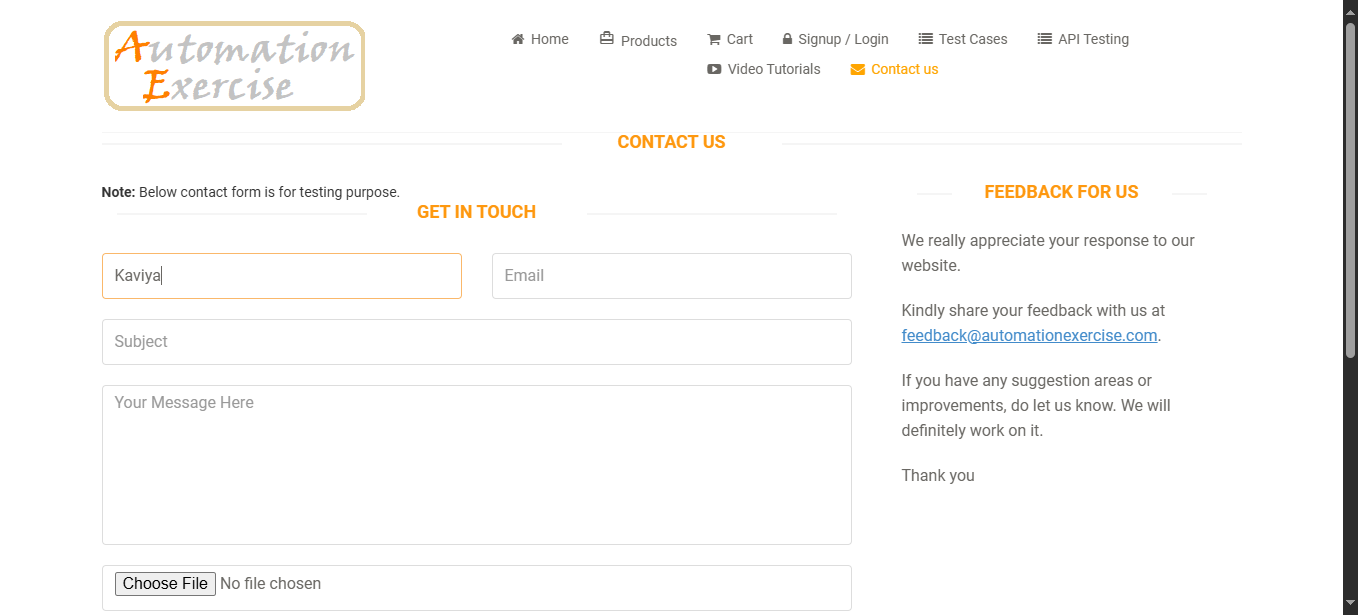 Automation
Exercise
Home Products Cart Signup / Login Test Cases API Testing
Video Tutorials Contact us
CONTACT US
Note: Below contact form is for testing purpose.
GET IN TOUCH
Kaviya
Email
Subject
Your Message Here
Choose File No file chosen
FEEDBACK FOR US
We really appreciate your response to our
website.
Kindly share your feedback with us at
feedback@automationexercise.com.
If you have any suggestion areas or
improvements, do let us know. We will
definitely work on it.
Thank you